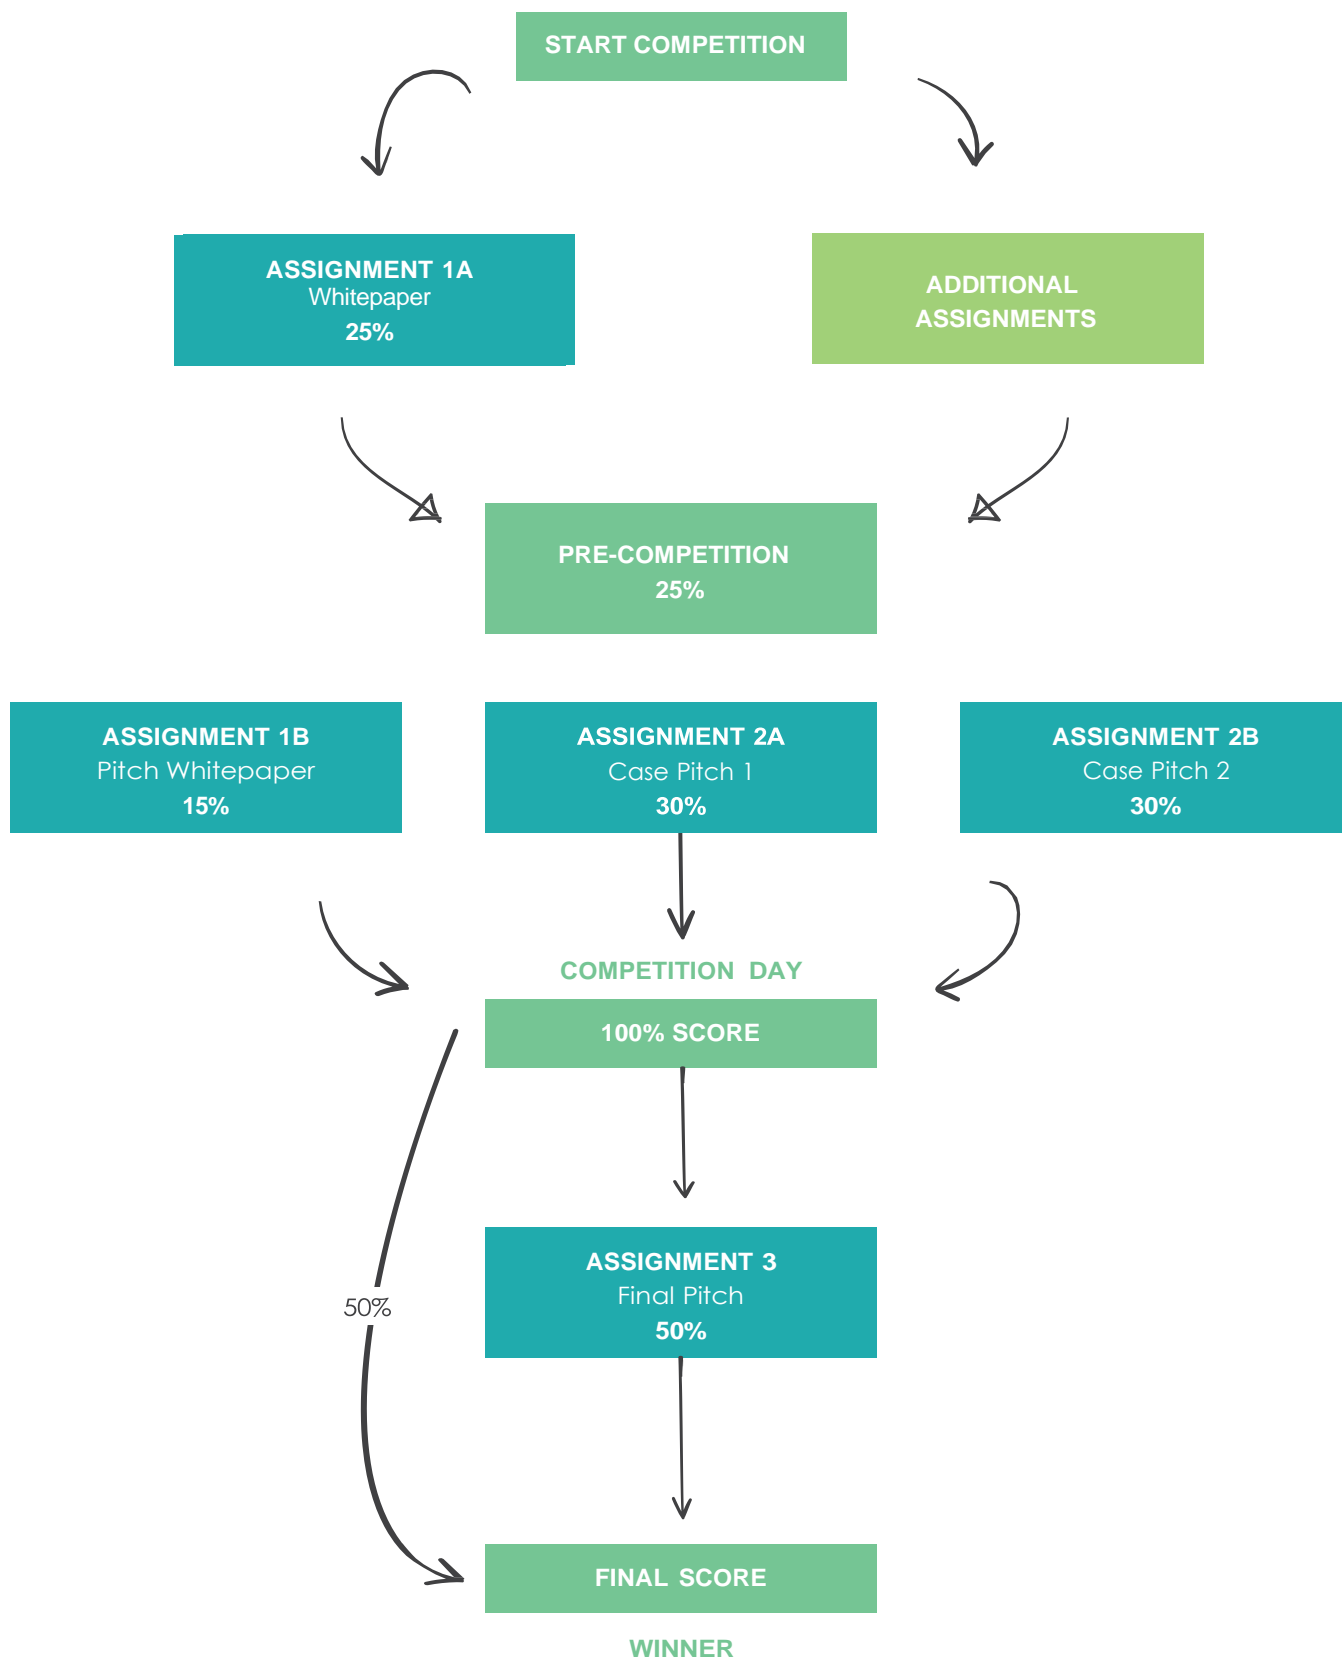 START COMPETITION
ASSIGNMENT 1A
Whitepaper
25%
ADDITIONAL
ASSIGNMENTS
PRE-COMPETITION
25%
ASSIGNMENT 1B
Pitch Whitepaper
15%
ASSIGNMENT 2A
Case Pitch 1
30%
ASSIGNMENT 2B
Case Pitch 2
30%
COMPETITION DAY
100% SCORE
ASSIGNMENT 3
Final Pitch
50%
50%
FINAL SCORE
WINNER